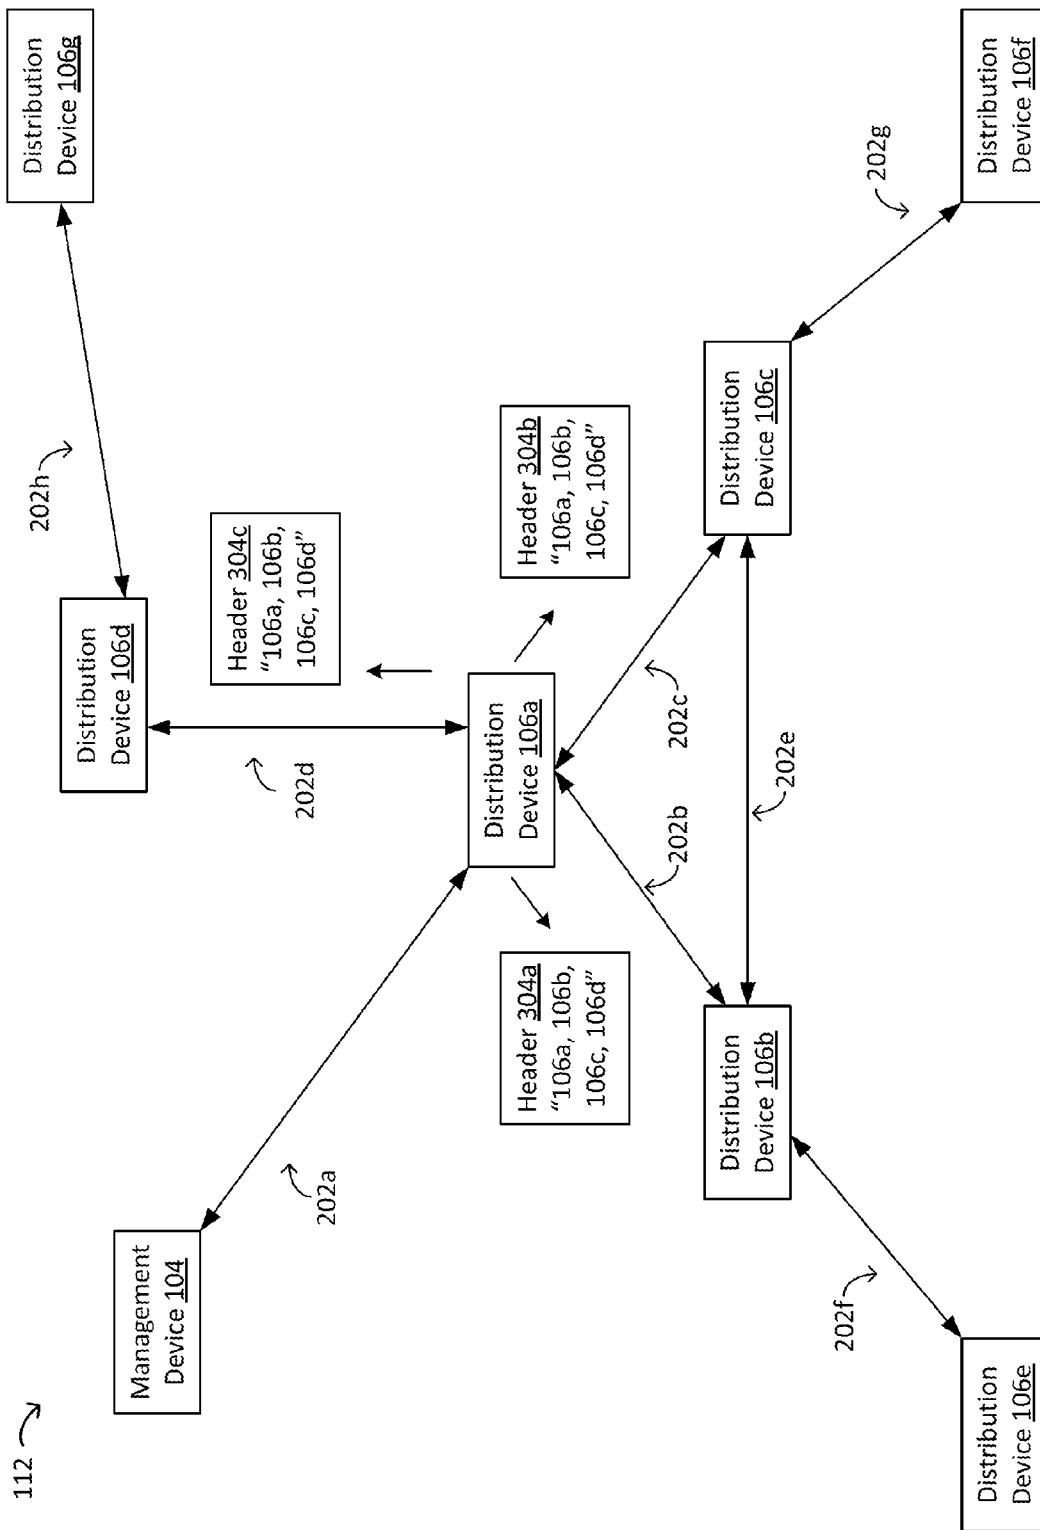 112
Management
Device 104
202a
Distribution
Device 106d
202h
Distribution
Device 106g
202d
Header 304c
“106a, 106b,
106c, 106d”
Distribution
Device 106a
Header 304a
“106a, 106b,
106c, 106d”
Header 304b
“106a, 106b,
106c, 106d”
202b
202c
Distribution
Device 106b
202e
Distribution
Device 106c
202f
202g
Distribution
Device 106e
Distribution
Device 106f